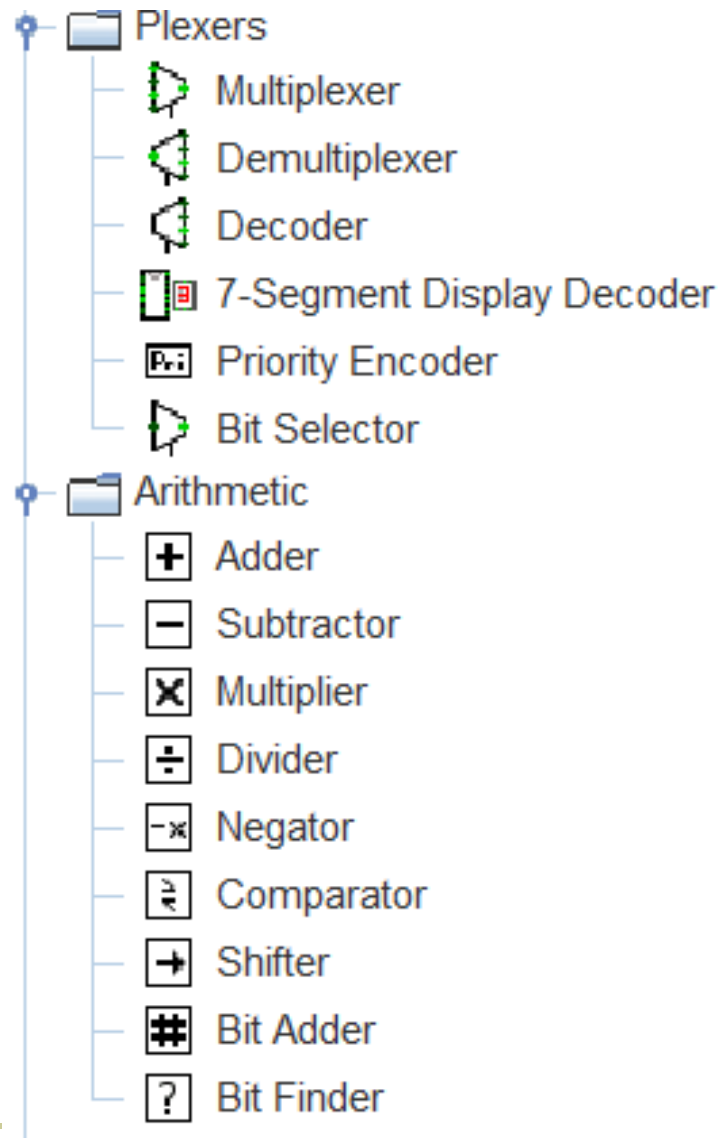 Plexers
Multiplexer
Demultiplexer
Decoder
7-Segment Display Decoder
Pri Priority Encoder
Bit Selector
Arithmetic
+ Adder
− Subtractor
× Multiplier
÷ Divider
-x Negator
Comparator
→ Shifter
# Bit Adder
? Bit Finder